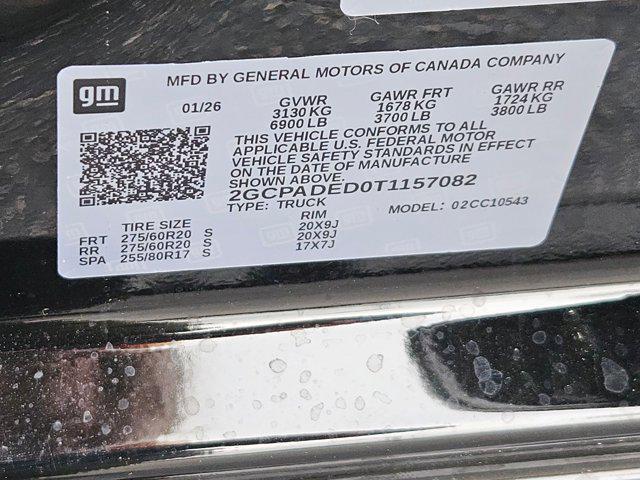 gm
MFD BY GENERAL MOTORS OF CANADA COMPANY
01/26
GVWR GAWR FRT GAWR RR
3130 KG 1678 KG 1724 KG
6900 LB 3700 LB 3800 LB
THIS VEHICLE CONFORMS TO ALL
APPLICABLE U.S. FEDERAL MOTOR
VEHICLE SAFETY STANDARDS IN EFFECT
ON THE DATE OF MANUFACTURE
SHOWN ABOVE.
2GCPADED0T1157082
TYPE: TRUCK MODEL: 02CC10543
TIRE SIZE RIM
FRT 275/60R20 S 20X9J
RR 275/60R20 S 20X9J
SPA 255/80R17 S 17X7J